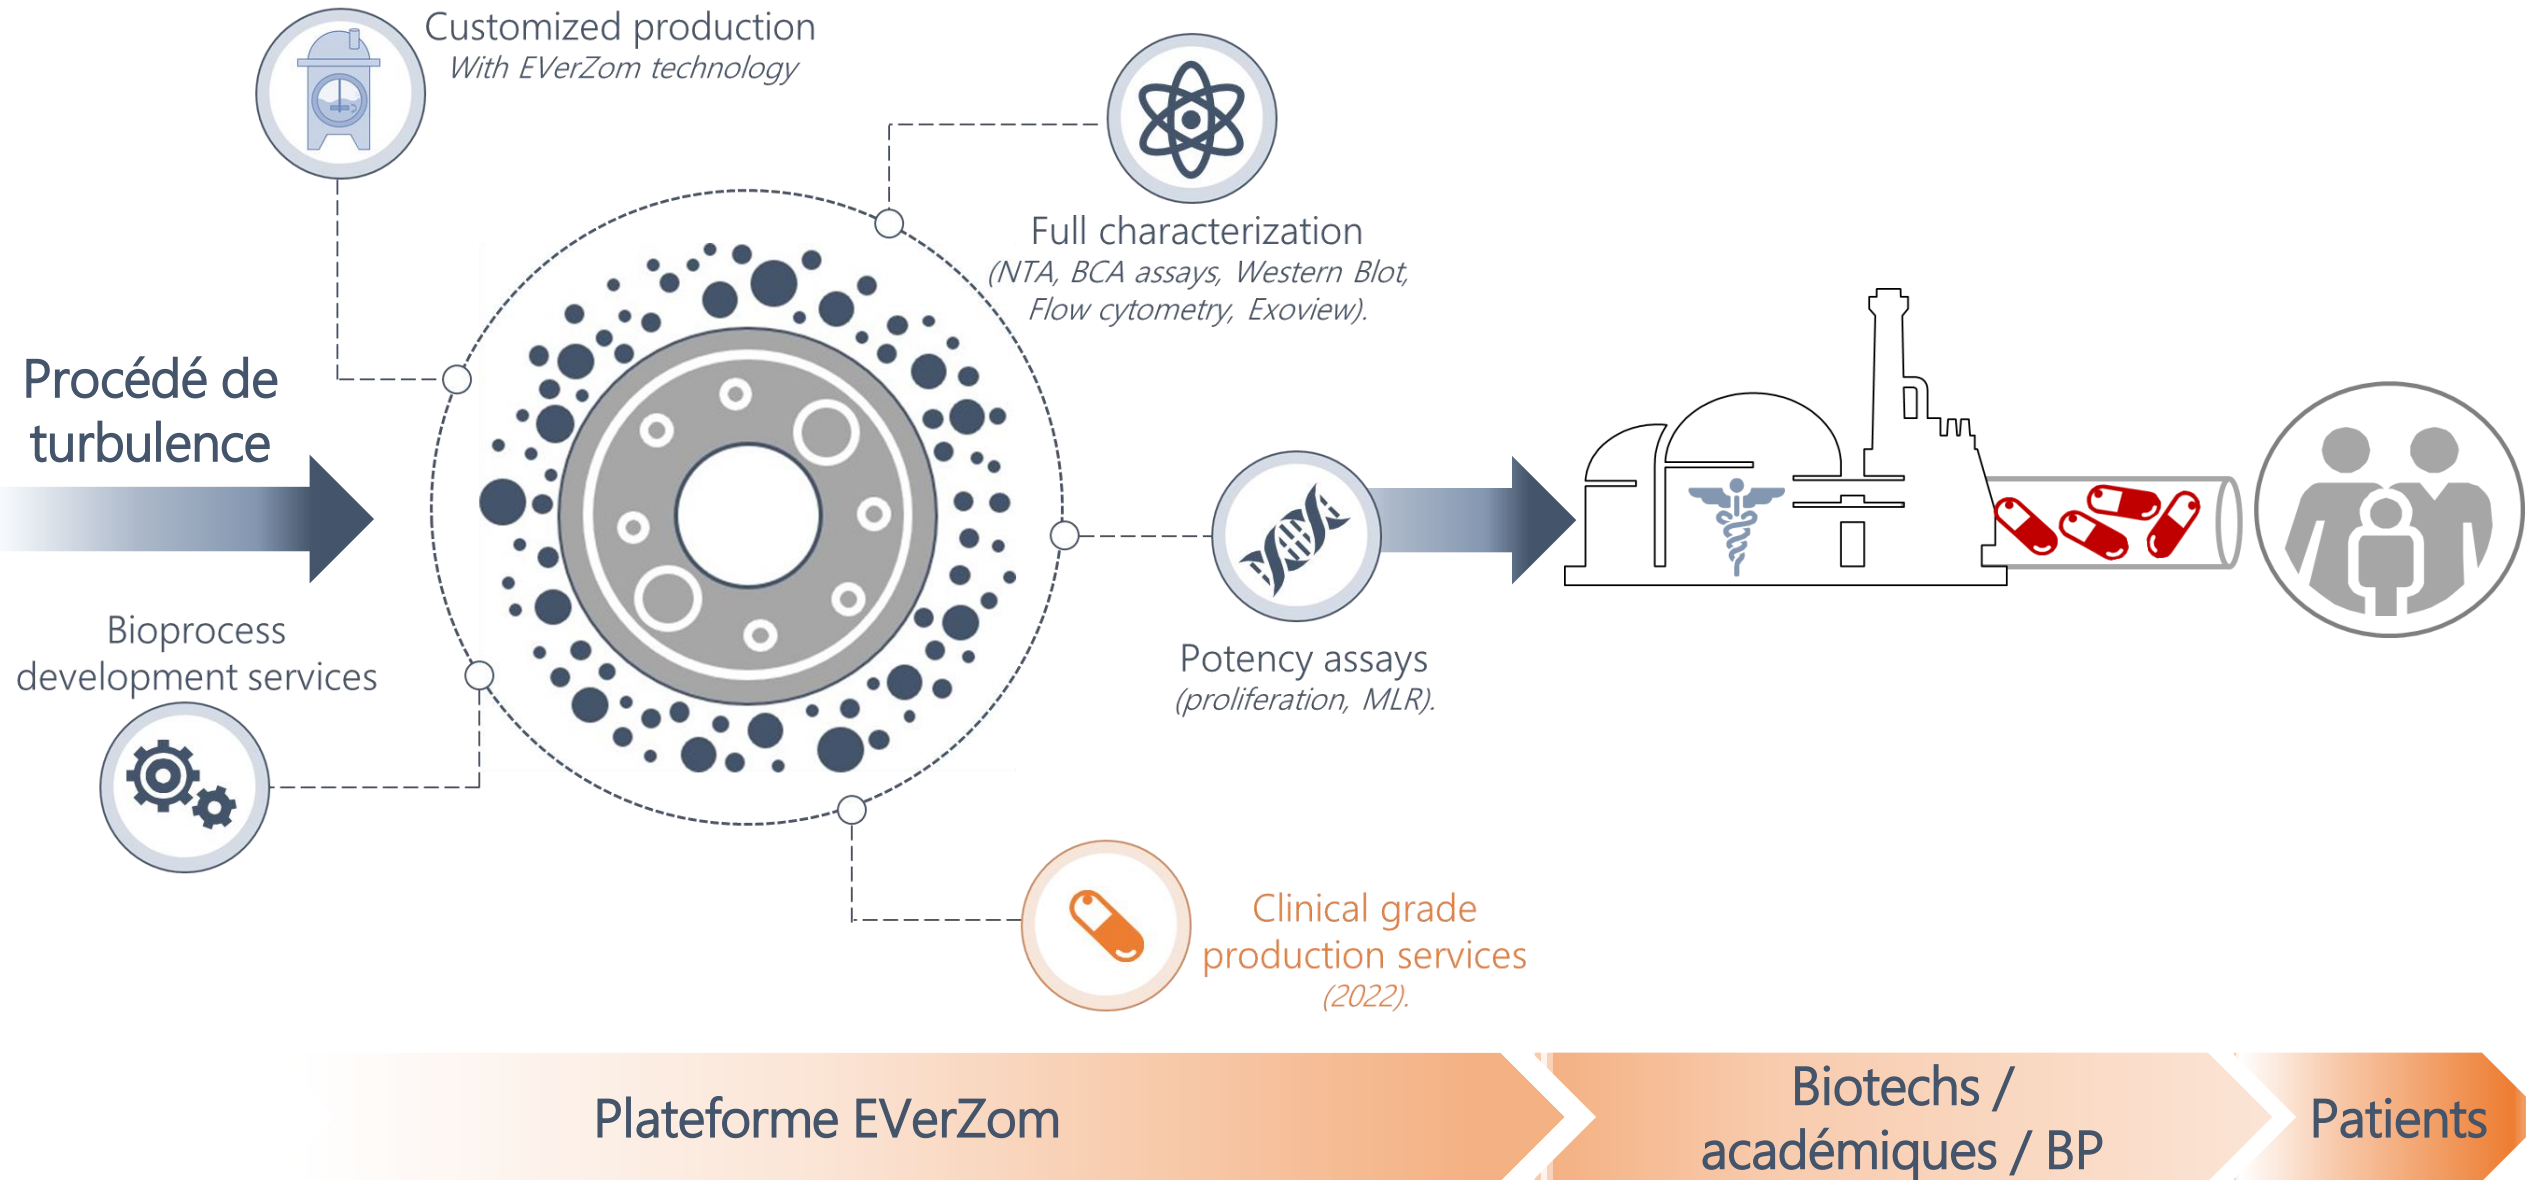 Customized production
With EVerZom technology
Full characterization
(NTA, BCA assays, Western Blot,
Flow cytometry, Exoview).
Procédé de
turbulence
Bioprocess
development services
Potency assays
(proliferation, MLR).
Clinical grade
production services
(2022).
Plateforme EVerZom
Biotechs /
académiques / BP
Patients